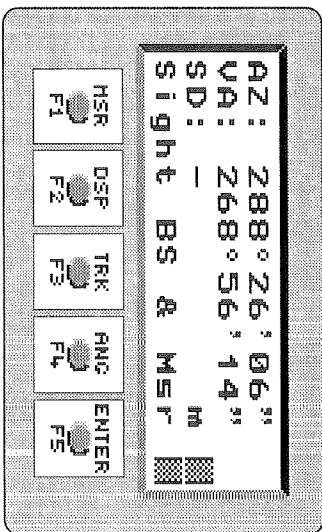 AZ: 288°26'06"
VA: 268°56'14"
SD: – m
Sight BS & Msr
MSR DSP TRK ANG ENTER
F1 F2 F3 F4 F5